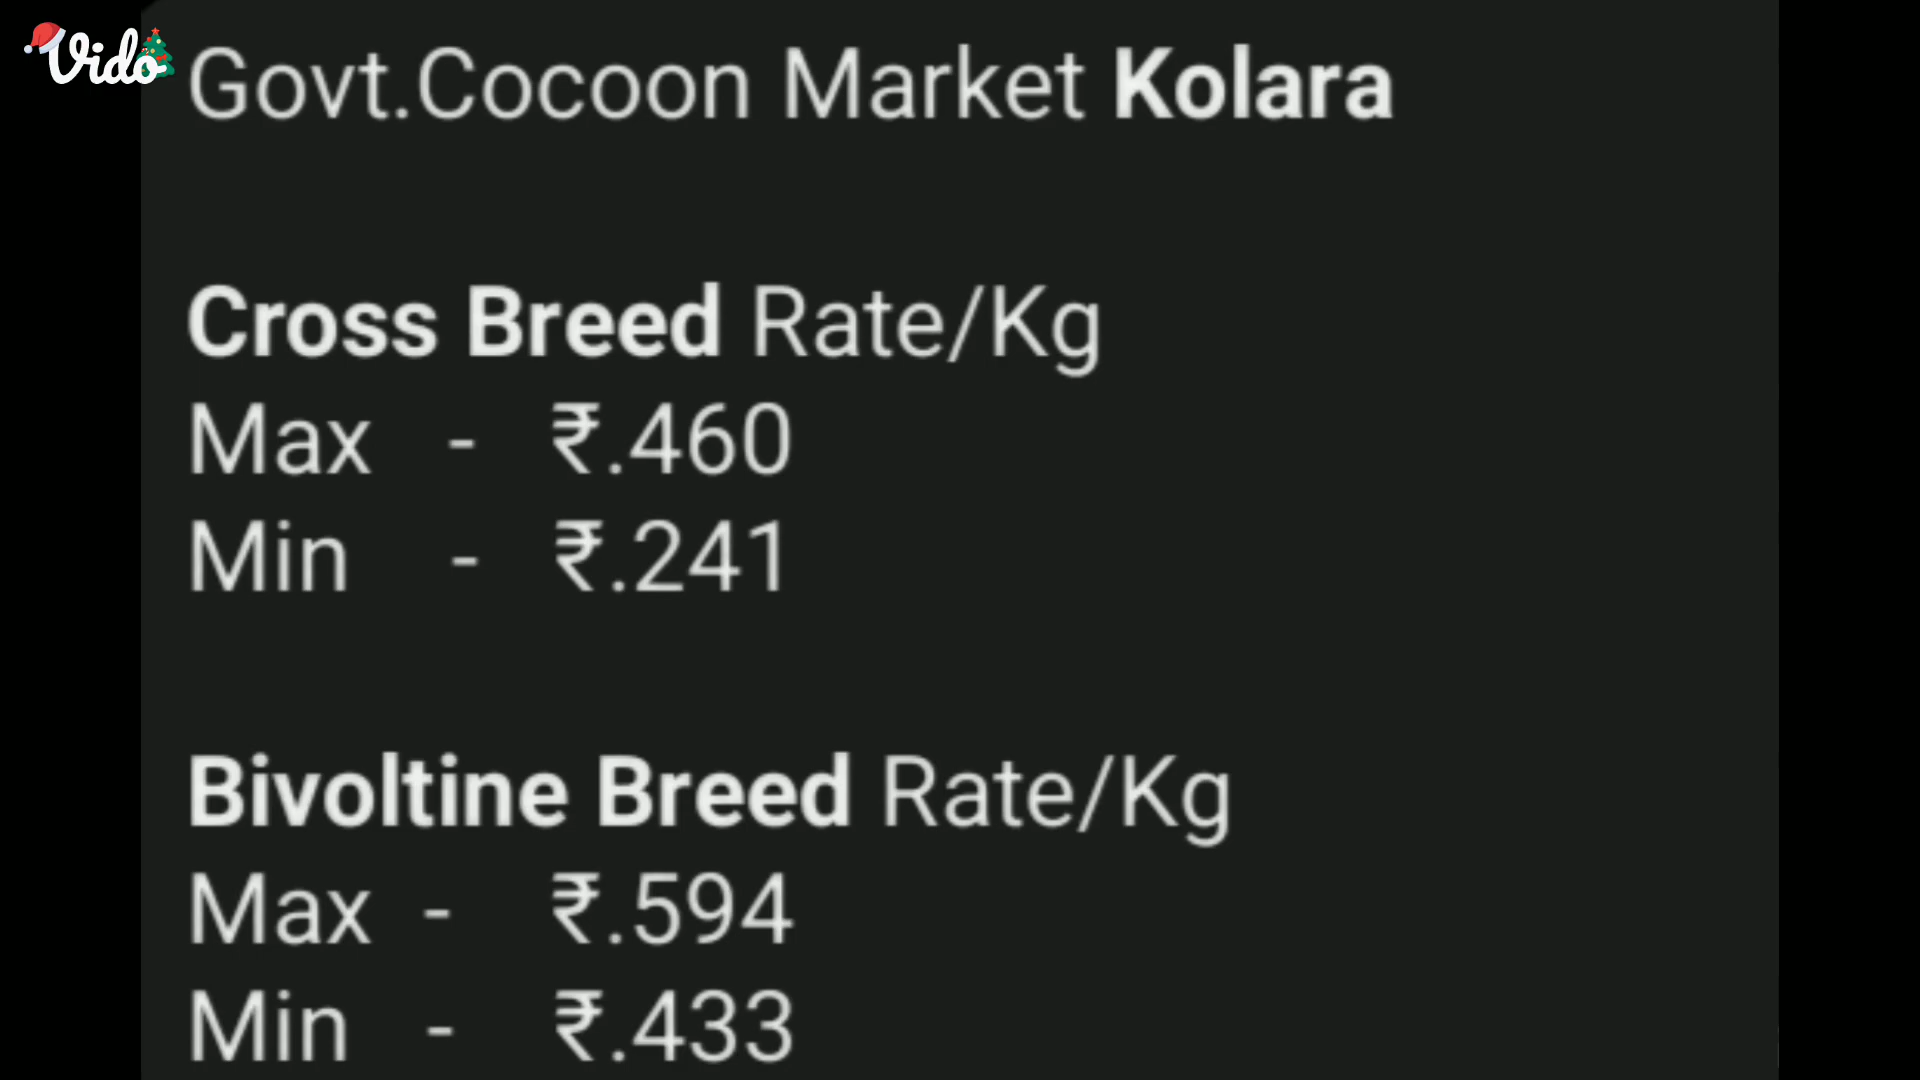 Vido
Govt.Cocoon Market Kolara
Cross Breed Rate/Kg
Max - ₹.460
Min - ₹.241
Bivoltine Breed Rate/Kg
Max - ₹.594
Min - ₹.433